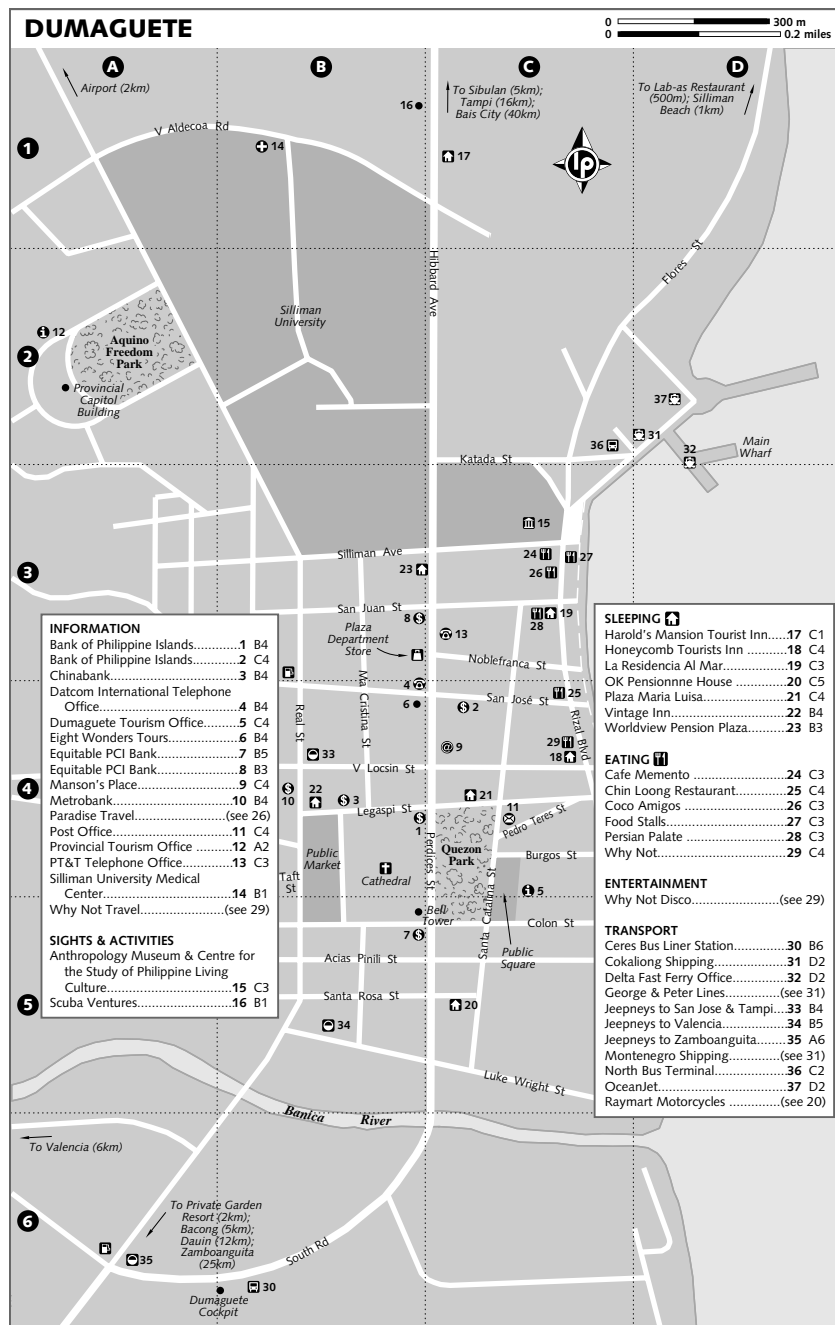 DUMAGUETE
0 300 m
0 0.2 miles
A
B
C
D
Airport (2km)
16
To Sibulan (5km);
Tampi (16km);
Bais City (40km)
To Lab-as Restaurant
(500m); Silliman
Beach (1km)
1
V Aldecoa Rd
14
17
lp
Hibbard Ave
Flores St
Silliman
University
12
Aquino
Freedom
Park
2
Provincial
Capitol
Building
37
31
36
32
Main
Wharf
Katada St
15
Silliman Ave
24
27
3
23
26
San Juan St
8
28
19
13
Plaza
Department
Store
Noblefranca St
Ma Cristina St
4
25
6
San José St
2
Real St
Rizal Blvd
33
9
29
18
V Locsin St
4
22
10
3
21
11
Legaspi St
1
Pedro Teres St
Perdices St
Public
Market
Quezon
Park
Burgos St
Taft
St
Cathedral
Santa Catalina St
5
Bell
Tower
Colon St
7
Public
Square
Acias Pinili St
Santa Rosa St
5
20
34
Luke Wright St
Banica River
To Valencia (6km)
6
To Private Garden
Resort (2km);
Bacong (5km);
Dauin (12km);
Zamboanguita
(25km)
South Rd
35
30
Dumaguete
Cockpit
INFORMATION
Bank of Philippine Islands.............1 B4
Bank of Philippine Islands.............2 C4
Chinabank.............3 B4
Datcom International Telephone
Office.............4 B4
Dumaguete Tourism Office.............5 C4
Eight Wonders Tours.............6 B4
Equitable PCI Bank.............7 B5
Equitable PCI Bank.............8 B3
Manson's Place.............9 C4
Metrobank.............10 B4
Paradise Travel.............(see 26)
Post Office.............11 C4
Provincial Tourism Office.............12 A2
PT&T Telephone Office.............13 C3
Silliman University Medical
Center.............14 B1
Why Not Travel.............(see 29)
SIGHTS & ACTIVITIES
Anthropology Museum & Centre for
the Study of Philippine Living
Culture.............15 C3
Scuba Ventures.............16 B1
SLEEPING
Harold's Mansion Tourist Inn.....17 C1
Honeycomb Tourists Inn.............18 C4
La Residencia Al Mar.............19 C3
OK Pensionnne House.............20 C5
Plaza Maria Luisa.............21 C4
Vintage Inn.............22 B4
Worldview Pension Plaza.............23 B3
EATING
Cafe Memento.............24 C3
Chin Loong Restaurant.............25 C4
Coco Amigos.............26 C3
Food Stalls.............27 C3
Persian Palate.............28 C3
Why Not.............29 C4
ENTERTAINMENT
Why Not Disco.............(see 29)
TRANSPORT
Ceres Bus Liner Station.............30 B6
Cokaliong Shipping.............31 D2
Delta Fast Ferry Office.............32 D2
George & Peter Lines.............(see 31)
Jeepneys to San Jose & Tampi....33 B4
Jeepneys to Valencia.............34 B5
Jeepneys to Zamboanguita.............35 A6
Montenegro Shipping.............(see 31)
North Bus Terminal.............36 C2
OceanJet.............37 D2
Raymart Motorcycles.............(see 20)